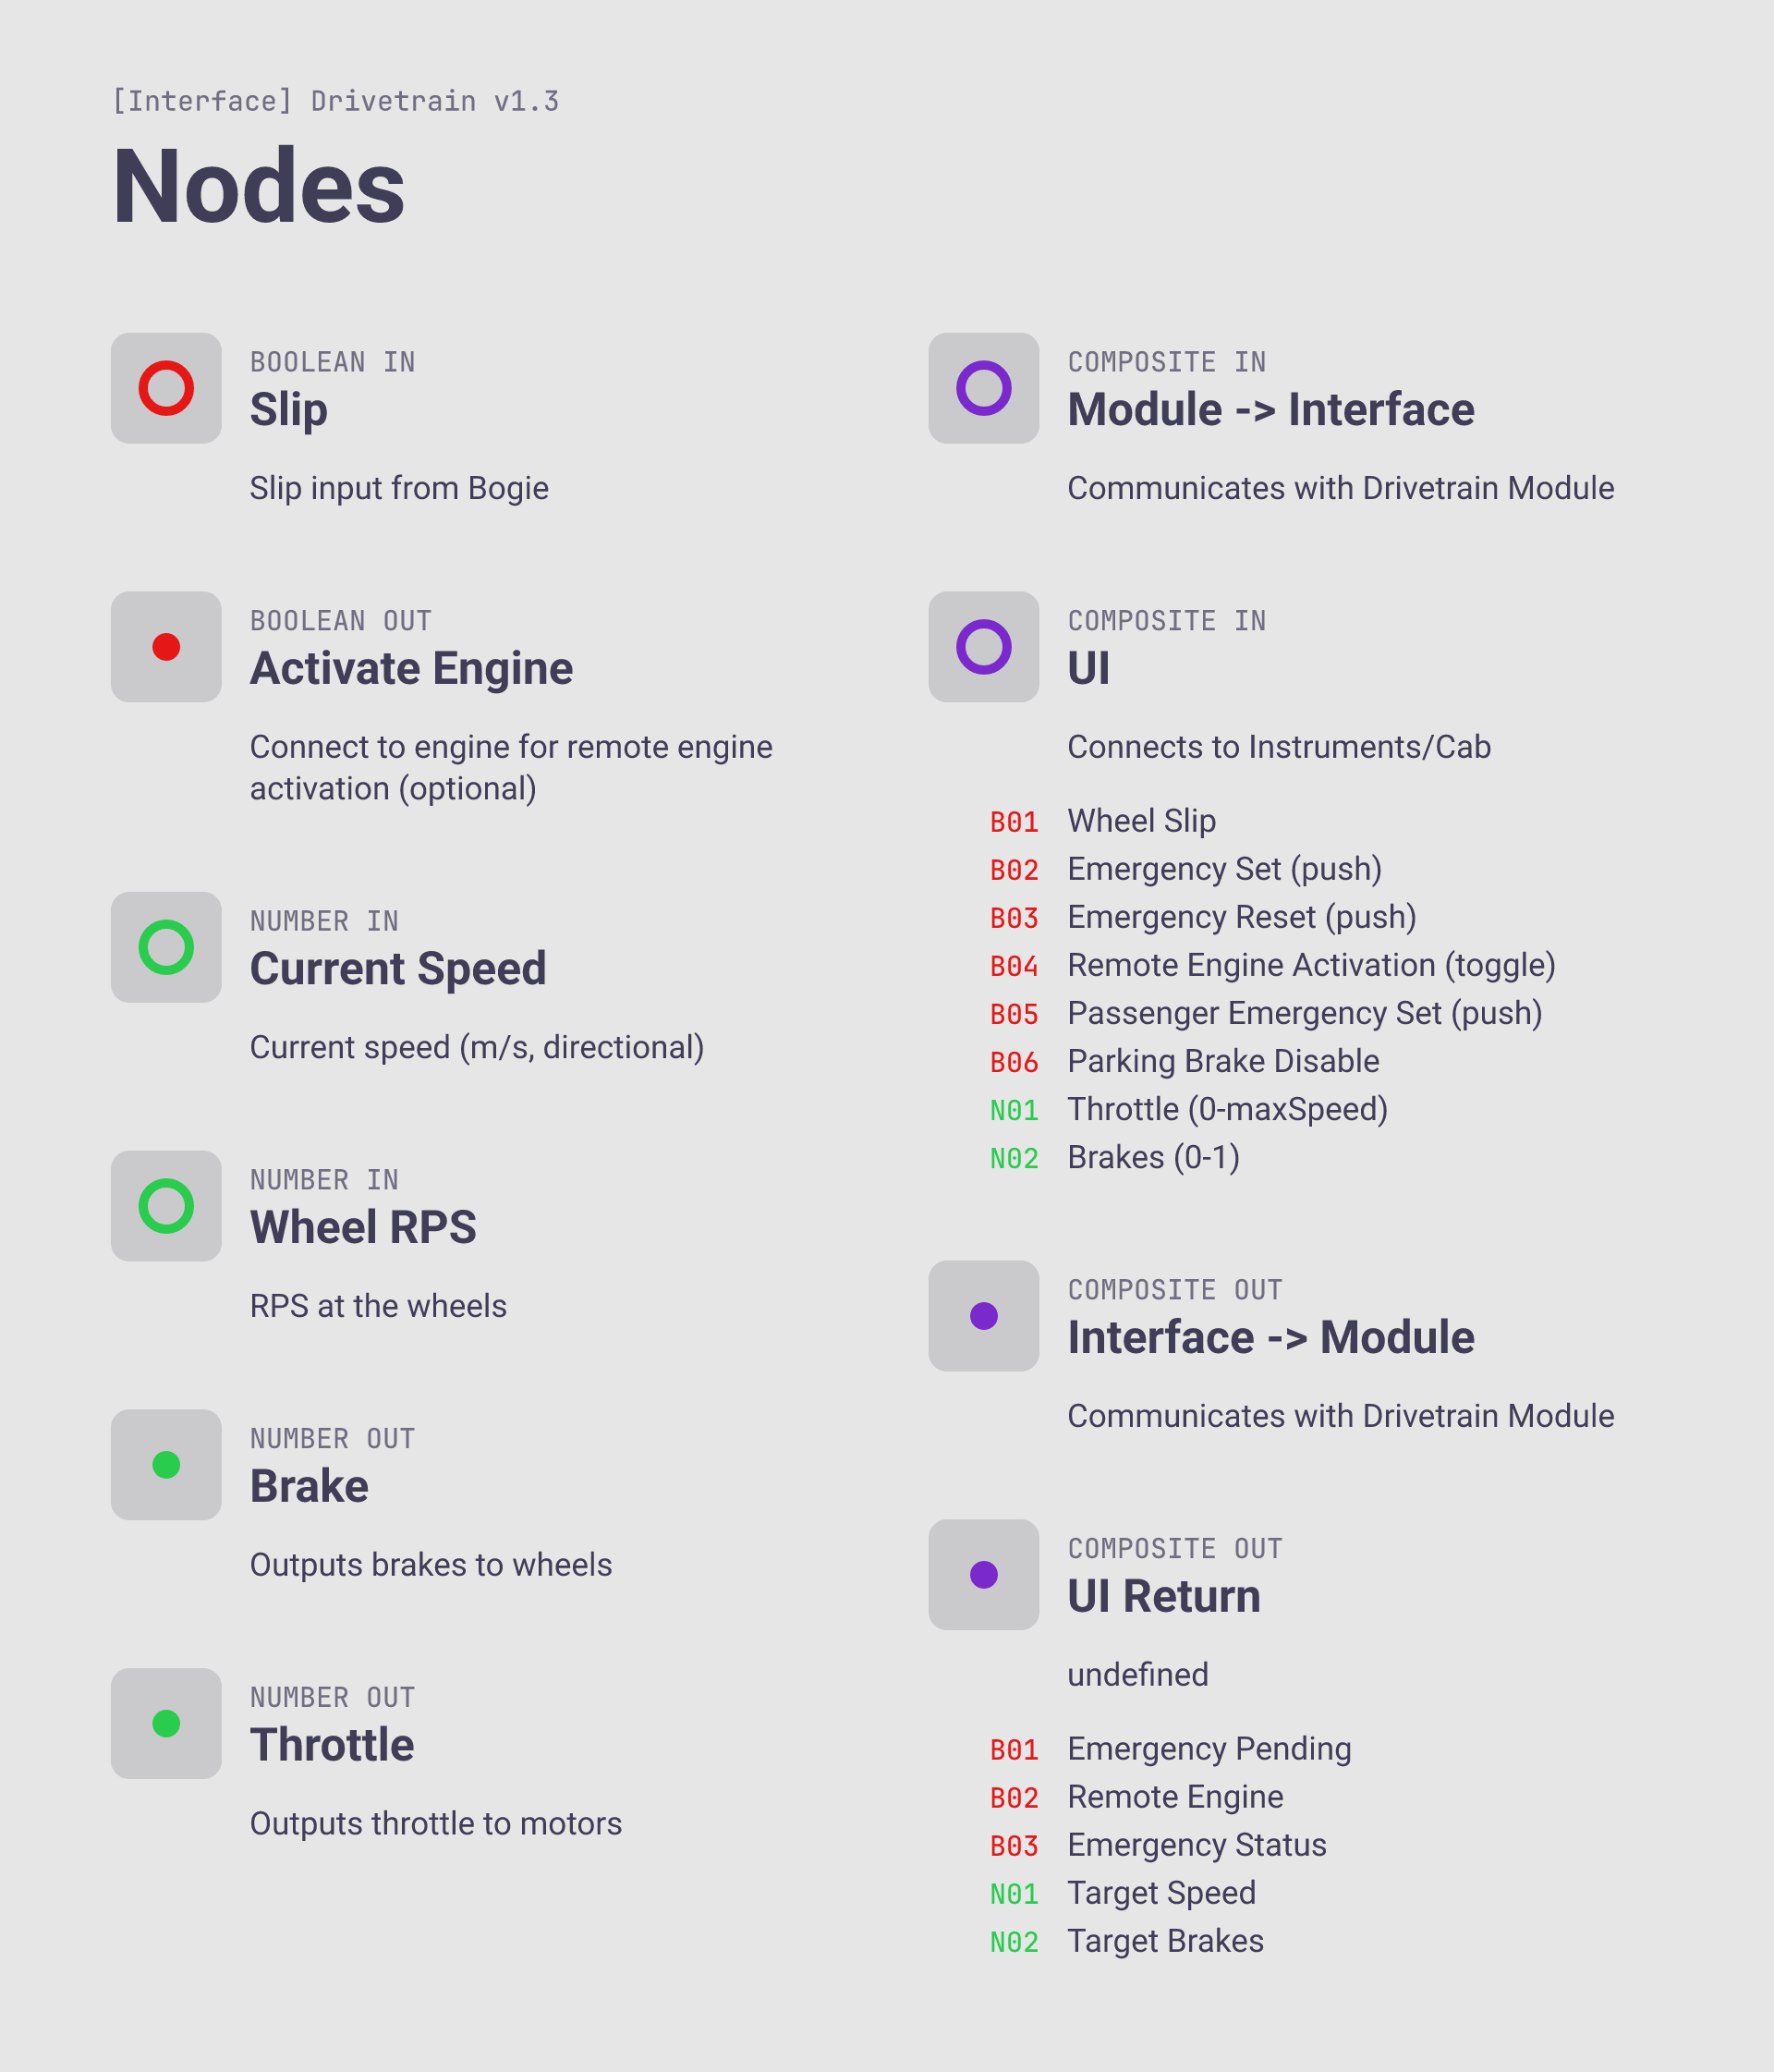 [Interface] Drivetrain v1.3
Nodes
BOOLEAN IN
Slip
Slip input from Bogie
BOOLEAN OUT
Activate Engine
Connect to engine for remote engine
activation (optional)
NUMBER IN
Current Speed
Current speed (m/s, directional)
NUMBER IN
Wheel RPS
RPS at the wheels
NUMBER OUT
Brake
Outputs brakes to wheels
NUMBER OUT
Throttle
Outputs throttle to motors
COMPOSITE IN
Module -> Interface
Communicates with Drivetrain Module
COMPOSITE IN
UI
Connects to Instruments/Cab
B01 Wheel Slip
B02 Emergency Set (push)
B03 Emergency Reset (push)
B04 Remote Engine Activation (toggle)
B05 Passenger Emergency Set (push)
B06 Parking Brake Disable
N01 Throttle (0-maxSpeed)
N02 Brakes (0-1)
COMPOSITE OUT
Interface -> Module
Communicates with Drivetrain Module
COMPOSITE OUT
UI Return
undefined
B01 Emergency Pending
B02 Remote Engine
B03 Emergency Status
N01 Target Speed
N02 Target Brakes